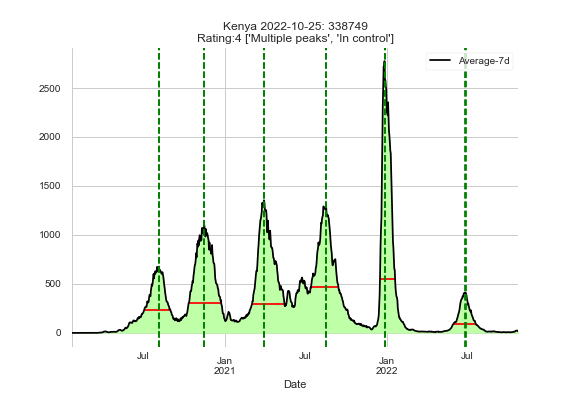 Kenya 2022-10-25: 338749
Rating:4 ['Multiple peaks', 'In control']
Average-7d
2500
2000
1500
1000
500
0
Jul
Jan
2021
Jul
Jan
2022
Jul
Date